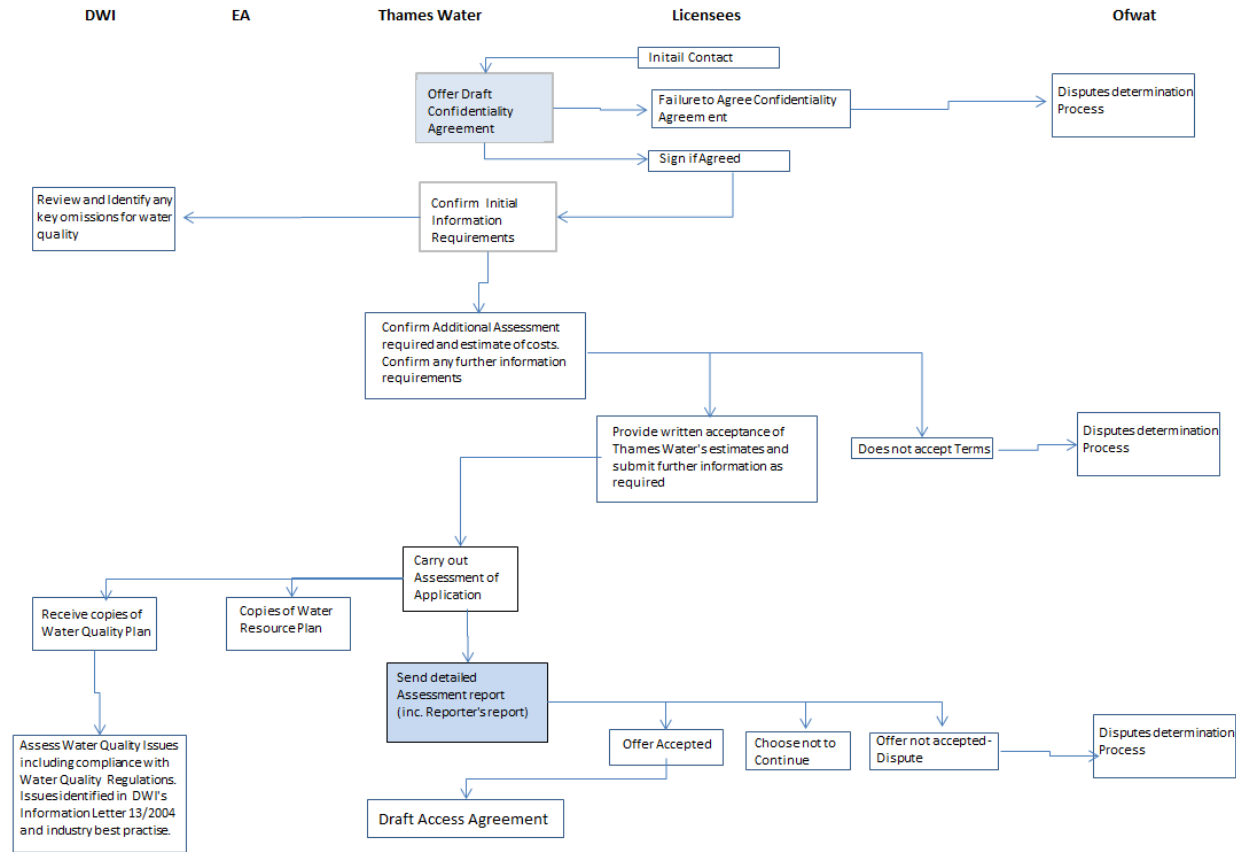 DWI
EA
Thames Water
Licensees
Ofwat
Initail Contact
Offer Draft
Confidentiality
Agreement
Failure to Agree Confidentiality
Agreement
Disputes determination
Process
Sign if Agreed
Review and Identify any
key omissions for water
quality
Confirm Initial
Information
Requirements
Confirm Additional Assessment
required and estimate of costs.
Confirm any further information
requirements
Provide written acceptance of
Thames Water's estimates and
submit further information as
required
Does not accept Terms
Disputes determination
Process
Carry out
Assessment of
Application
Receive copies of
Water Quality Plan
Copies of Water
Resource Plan
Send detailed
Assessment report
(inc. Reporter's report)
Offer Accepted
Choose not to
Continue
Offer not accepted-
Dispute
Disputes determination
Process
Assess Water Quality Issues
including compliance with
Water Quality Regulations.
Issues identified in DWI's
Information Letter 13/2004
and industry best practise.
Draft Access Agreement